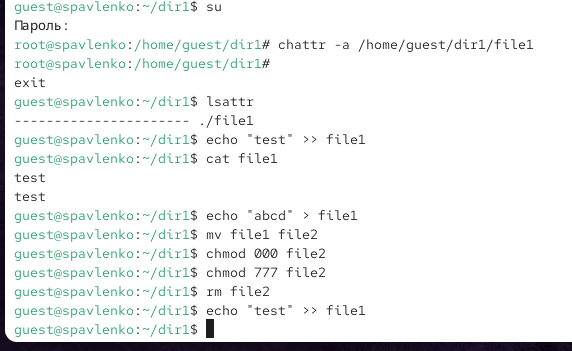 guest@spavlenko:~/dir1$ su
Пароль:
root@spavlenko:/home/guest/dir1# chattr -a /home/guest/dir1/file1
root@spavlenko:/home/guest/dir1#
exit
guest@spavlenko:~/dir1$ lsattr
---------------------- ./file1
guest@spavlenko:~/dir1$ echo "test" >> file1
guest@spavlenko:~/dir1$ cat file1
test
test
guest@spavlenko:~/dir1$ echo "abcd" > file1
guest@spavlenko:~/dir1$ mv file1 file2
guest@spavlenko:~/dir1$ chmod 000 file2
guest@spavlenko:~/dir1$ chmod 777 file2
guest@spavlenko:~/dir1$ rm file2
guest@spavlenko:~/dir1$ echo "test" >> file1
guest@spavlenko:~/dir1$